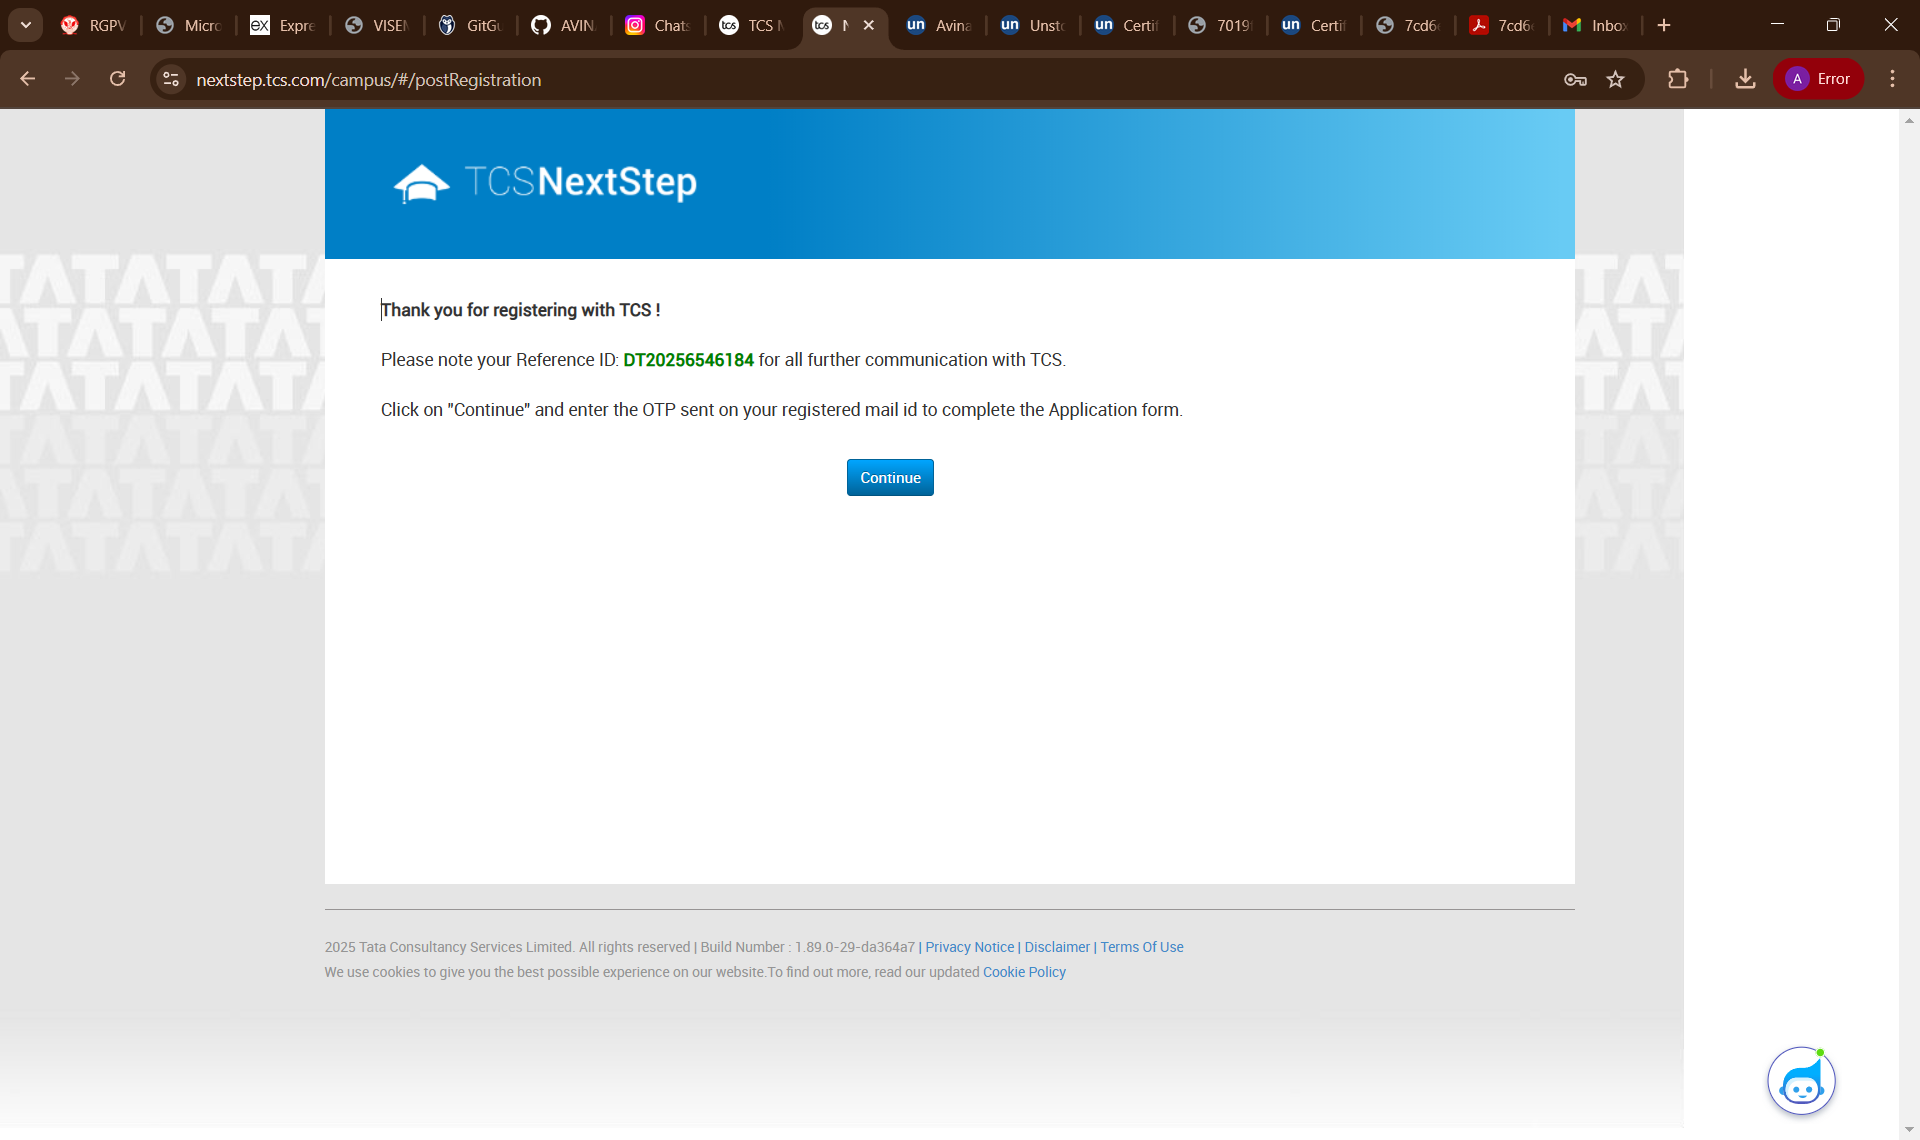 RGPV
Micro
Expre
VISEM
GitGu
AVIN
Chats
TCS N
N
Avina
Unsto
Certif
7019f
Certif
7cd6
7cd6
Inbox
nextstep.tcs.com/campus/#/postRegistration
A Error
TCSNextStep
Thank you for registering with TCS !
Please note your Reference ID: DT20256546184 for all further communication with TCS.
Click on "Continue" and enter the OTP sent on your registered mail id to complete the Application form.
Continue
2025 Tata Consultancy Services Limited. All rights reserved | Build Number : 1.89.0-29-da364a7 | Privacy Notice | Disclaimer | Terms Of Use
We use cookies to give you the best possible experience on our website.To find out more, read our updated Cookie Policy